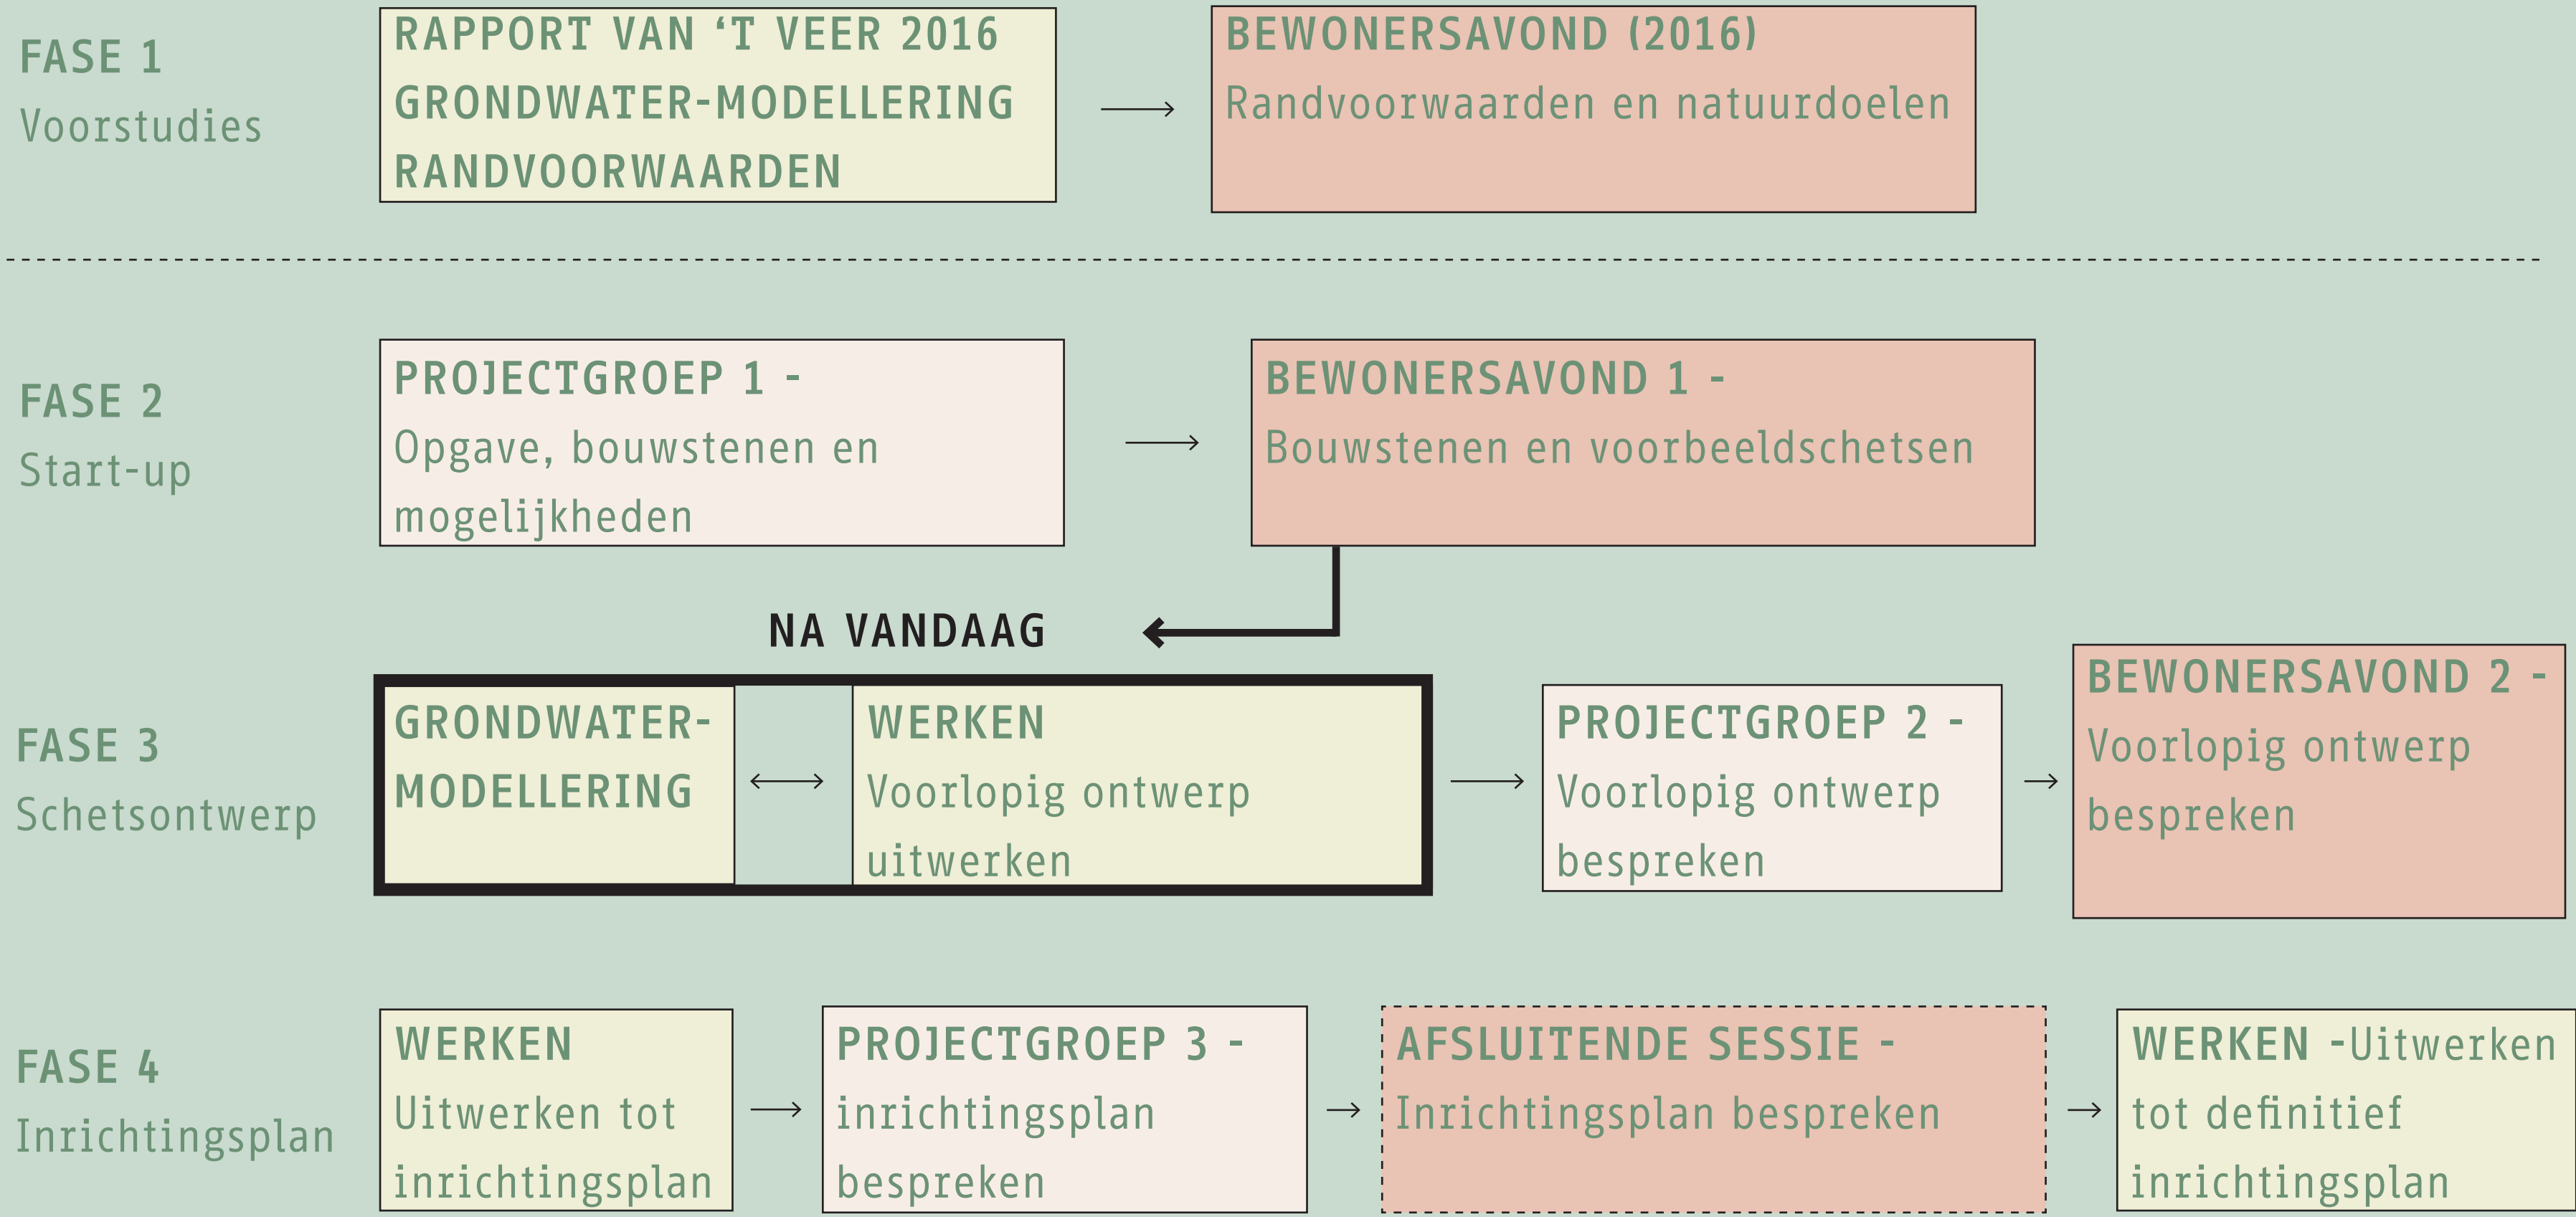 FASE 1
Voorstudies
RAPPORT VAN ‘T VEER 2016
GRONDWATER-MODELLERING
RANDVOORWAARDEN
BEWONERSAVOND (2016)
Randvoorwaarden en natuurdoelen
FASE 2
Start-up
PROJECTGROEP 1 -
Opgave, bouwstenen en
mogelijkheden
BEWONERSAVOND 1 -
Bouwstenen en voorbeeldschetsen
NA VANDAAG
FASE 3
Schetsontwerp
GRONDWATER-
MODELLERING
WERKEN
Voorlopig ontwerp
uitwerken
PROJECTGROEP 2 -
Voorlopig ontwerp
bespreken
BEWONERSAVOND 2 -
Voorlopig ontwerp
bespreken
FASE 4
Inrichtingsplan
WERKEN
Uitwerken tot
inrichtingsplan
PROJECTGROEP 3 -
inrichtingsplan
bespreken
AFSLUITENDE SESSIE -
Inrichtingsplan bespreken
WERKEN -Uitwerken
tot definitief
inrichtingsplan